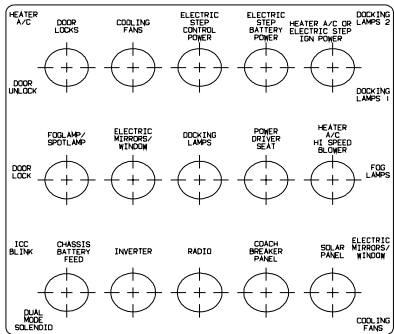 HEATER
A/C
DOOR
LOCKS
COOLING
FANS
ELECTRIC
STEP
CONTROL
POWER
ELECTRIC
STEP
BATTERY
POWER
HEATER A/C OR
ELECTRIC STEP
IGN POWER
DOCKING
LAMPS 2
DOOR
UNLOCK
DOCKING
LAMPS 1
FOGLAMP/
SPOTLAMP
ELECTRIC
MIRRORS/
WINDOW
DOCKING
LAMPS
POWER
DRIVER
SEAT
HEATER
A/C
HI SPEED
BLOWER
DOOR
LOCK
FOG
LAMPS
ICC
BLINK
CHASSIS
BATTERY
FEED
INVERTER
RADIO
COACH
BREAKER
PANEL
SOLAR
PANEL
ELECTRIC
MIRRORS/WINDOW
DUAL
MODE
SOLENOID
COOLING
FANS